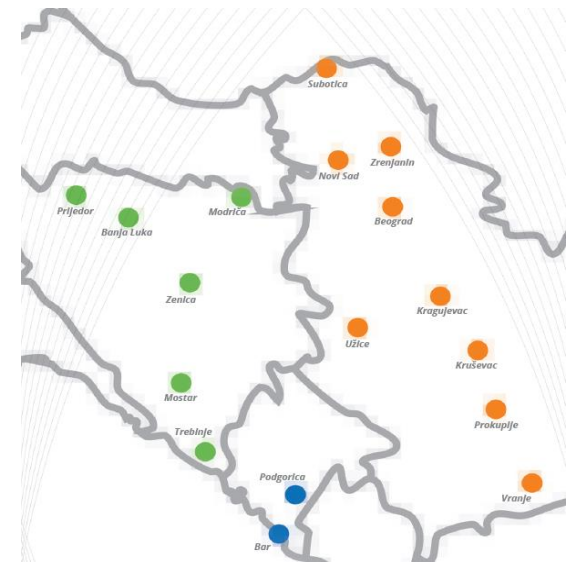 Subotica
Zrenjanin
Novi Sad
Prijedor
Modriča
Banja Luka
Beograd
Zenica
Kragujevac
Užice
Kruševac
Mostar
Prokuplje
Trebinje
Podgorica
Vranje
Bar